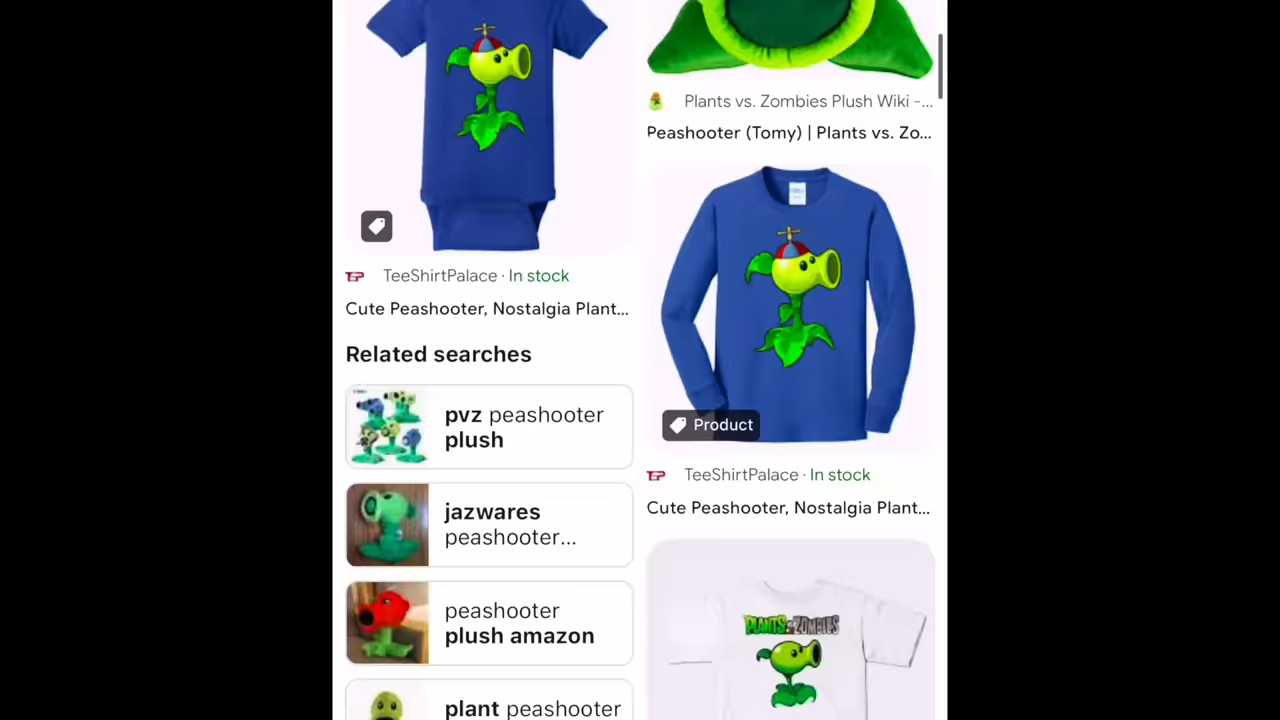 TeeShirtPalace · In stock
Cute Peashooter, Nostalgia Plant...
Related searches
pvz peashooter
plush
jazwares
peashooter...
peashooter
plush amazon
plant peashooter
Plants vs. Zombies Plush Wiki -...
Peashooter (Tomy) | Plants vs. Zo...
Product
TeeShirtPalace · In stock
Cute Peashooter, Nostalgia Plant...
PLANTS VS ZOMBIES